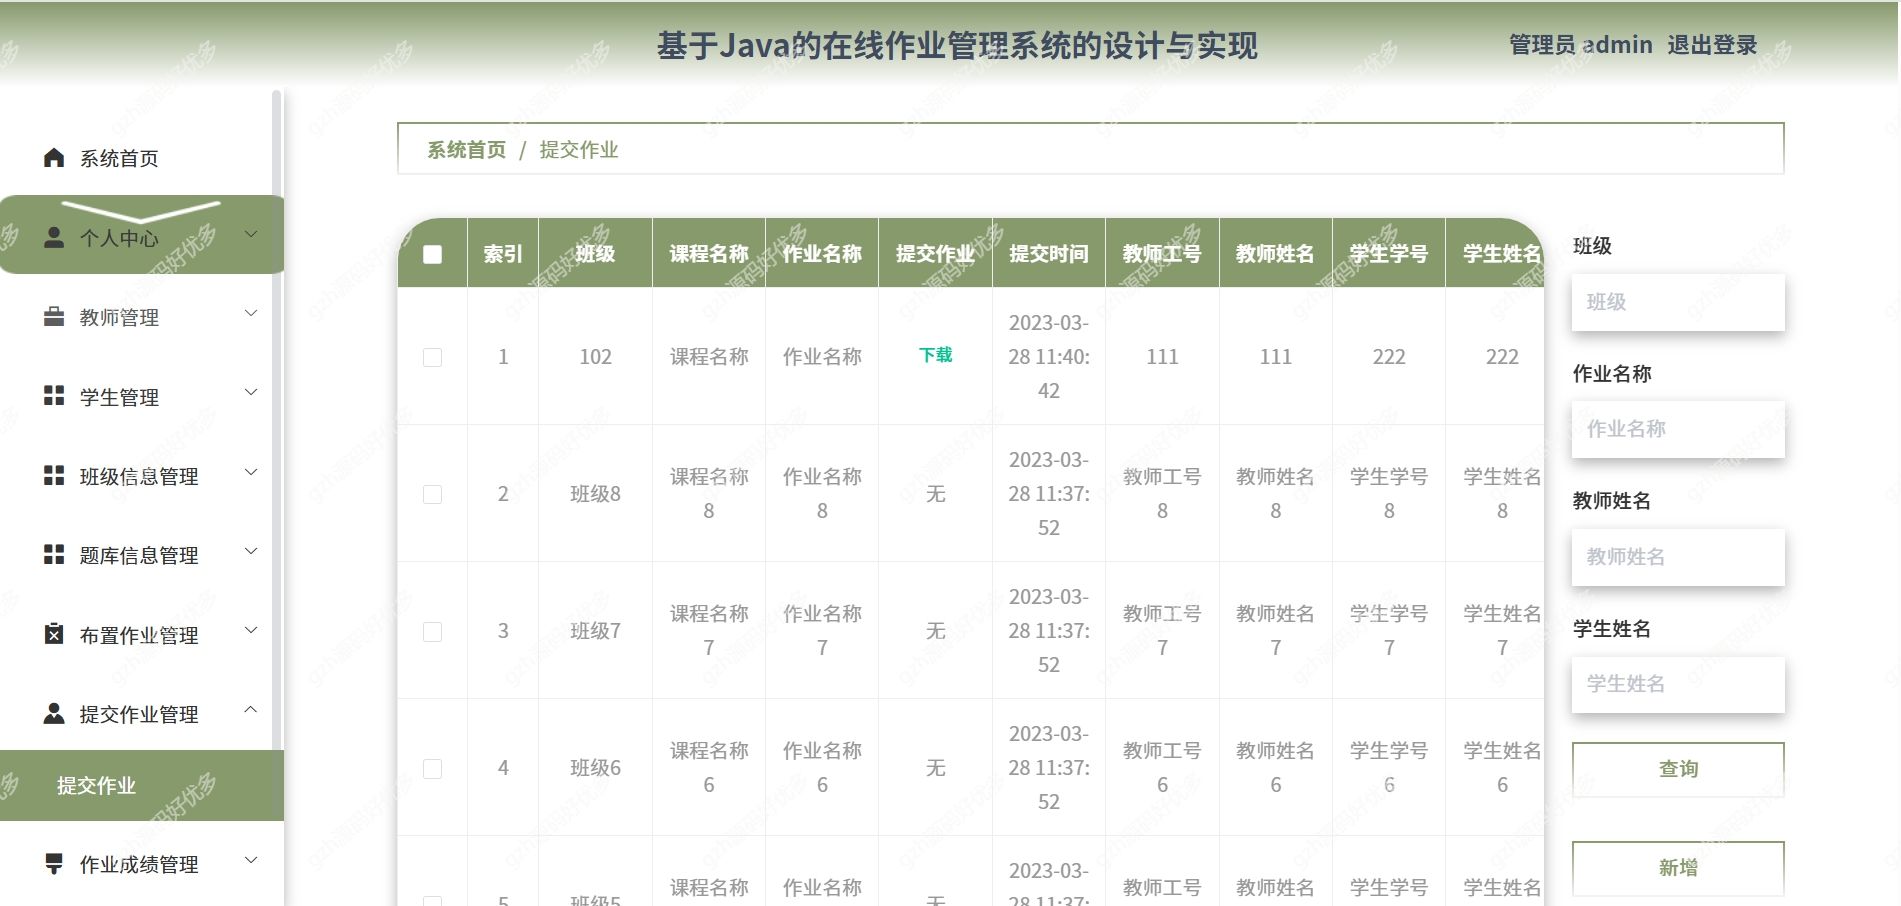 基于Java的在线作业管理系统的设计与实现
管理员 admin 退出登录
系统首页
个人中心
教师管理
学生管理
班级信息管理
题库信息管理
布置作业管理
提交作业管理
提交作业
作业成绩管理
系统首页 / 提交作业
索引 班级 课程名称 作业名称 提交作业 提交时间 教师工号 教师姓名 学生学号 学生姓名
1 102 课程名称 作业名称 下载 2023-03-28 11:40:42 111 111 222 222
2 班级8 课程名称8 作业名称8 无 2023-03-28 11:37:52 教师工号8 教师姓名8 学生学号8 学生姓名8
3 班级7 课程名称7 作业名称7 无 2023-03-28 11:37:52 教师工号7 教师姓名7 学生学号7 学生姓名7
4 班级6 课程名称6 作业名称6 无 2023-03-28 11:37:52 教师工号6 教师姓名6 学生学号6 学生姓名6
5 班级5 课程名称 作业名称 无 2023-03-28 11:37: 教师工号 教师姓名 学生学号 学生姓名
班级
班级
作业名称
作业名称
教师姓名
教师姓名
学生姓名
学生姓名
查询
新增
gzh源码好优多